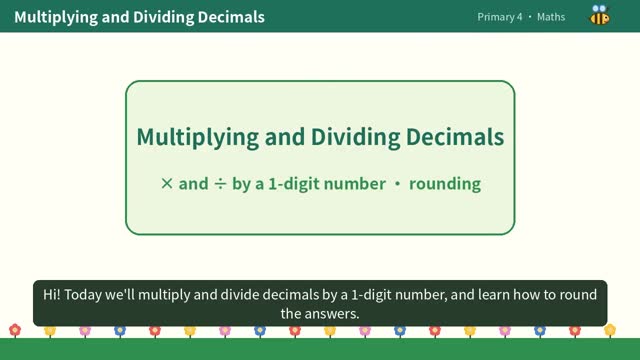 Multiplying and Dividing Decimals
Primary 4 • Maths
Multiplying and Dividing Decimals
× and ÷ by a 1-digit number • rounding
Hi! Today we'll multiply and divide decimals by a 1-digit number, and learn how to round
the answers.